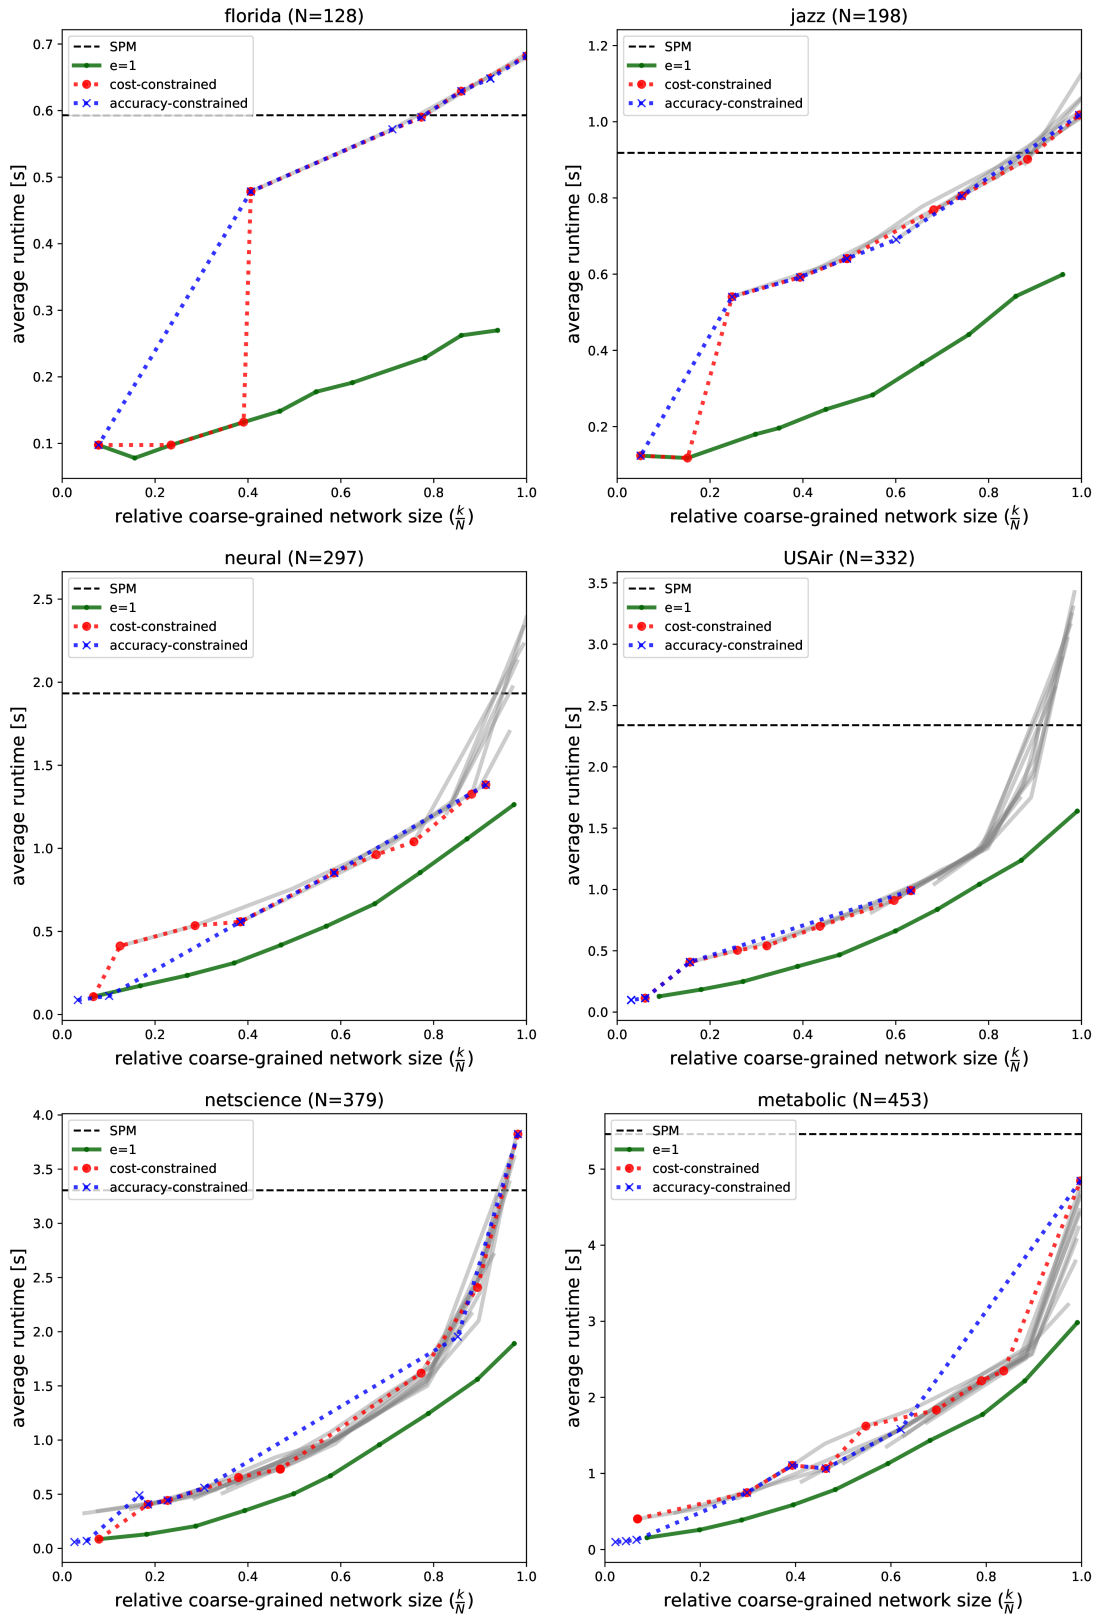 florida (N=128)
SPM
e=1
cost-constrained
accuracy-constrained
average runtime [s]
0.7
0.6
0.5
0.4
0.3
0.2
0.1
0.0 0.2 0.4 0.6 0.8 1.0
relative coarse-grained network size (k/N)
jazz (N=198)
SPM
e=1
cost-constrained
accuracy-constrained
average runtime [s]
1.2
1.0
0.8
0.6
0.4
0.2
0.0 0.2 0.4 0.6 0.8 1.0
relative coarse-grained network size (k/N)
neural (N=297)
SPM
e=1
cost-constrained
accuracy-constrained
average runtime [s]
2.5
2.0
1.5
1.0
0.5
0.0
0.0 0.2 0.4 0.6 0.8 1.0
relative coarse-grained network size (k/N)
USAir (N=332)
SPM
e=1
cost-constrained
accuracy-constrained
average runtime [s]
3.5
3.0
2.5
2.0
1.5
1.0
0.5
0.0
0.0 0.2 0.4 0.6 0.8 1.0
relative coarse-grained network size (k/N)
netscience (N=379)
SPM
e=1
cost-constrained
accuracy-constrained
average runtime [s]
4.0
3.5
3.0
2.5
2.0
1.5
1.0
0.5
0.0
0.0 0.2 0.4 0.6 0.8 1.0
relative coarse-grained network size (k/N)
metabolic (N=453)
SPM
e=1
cost-constrained
accuracy-constrained
average runtime [s]
5
4
3
2
1
0
0.0 0.2 0.4 0.6 0.8 1.0
relative coarse-grained network size (k/N)